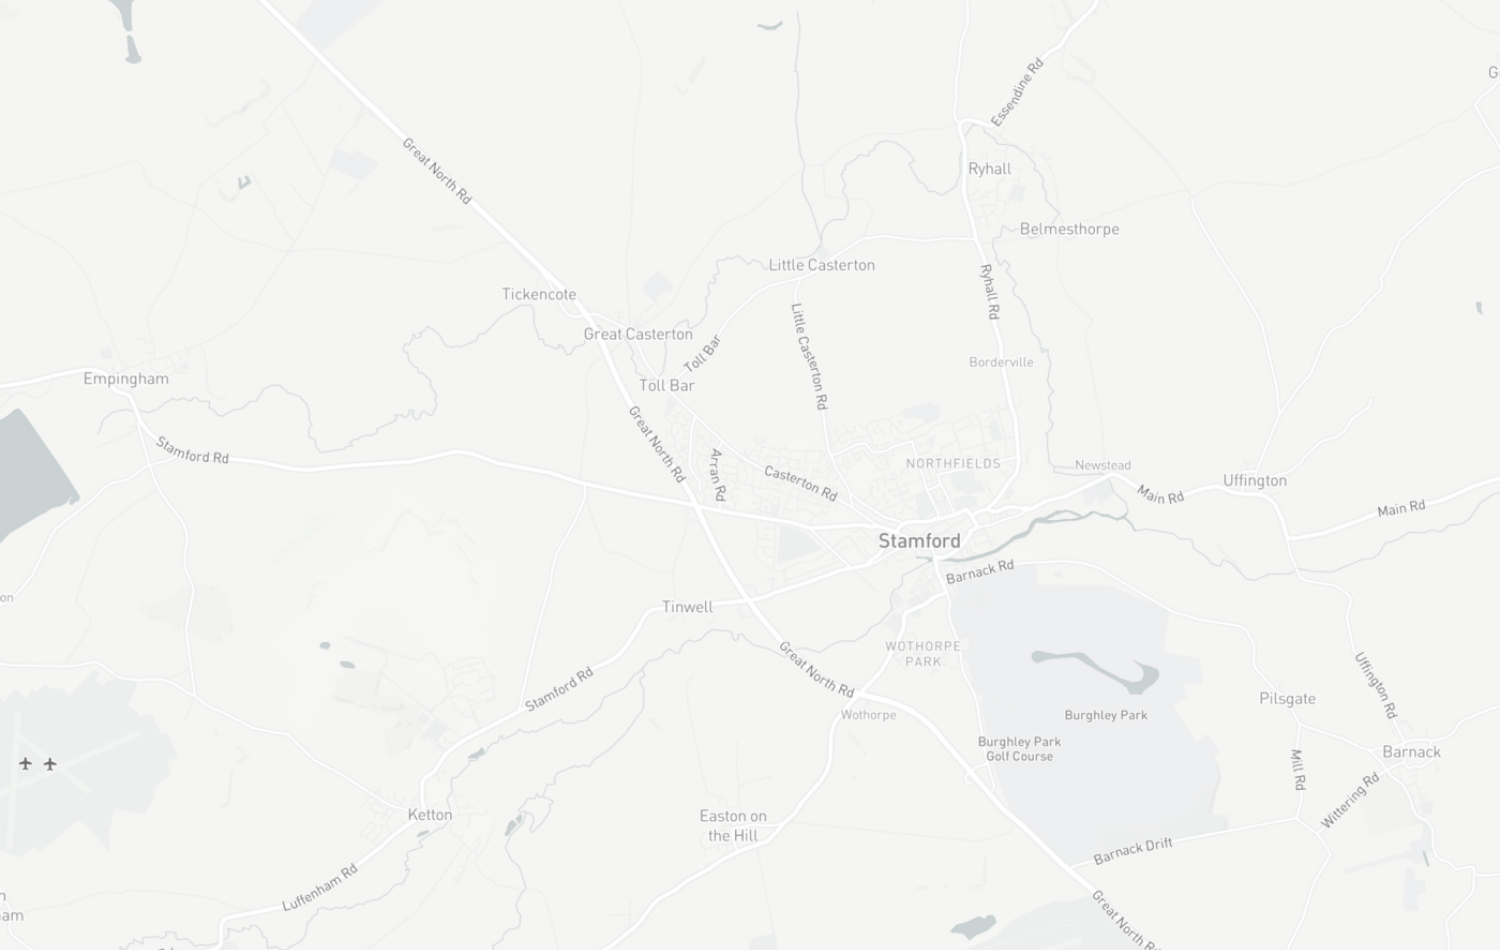 Essendine Rd
Great North Rd
Ryhall
Belmesthorpe
Little Casterton
Ryhall Rd
Tickencote
Great Casterton
Little Casterton Rd
Toll Bar
Borderville
Empingham
Toll Bar
Great North Rd
Stamford Rd
Arran Rd
Casterton Rd
NORTHFIELDS
Newstead
Main Rd
Uffington
Main Rd
Stamford
Barnack Rd
on
Tinwell
WOTHORPE
PARK
Great North Rd
Stamford Rd
Uffington Rd
Pilsgate
Wothorpe
Burghley Park
Burghley Park
Golf Course
Barnack
Mill Rd
Wittering Rd
Ketton
Easton on
the Hill
Barnack Drift
Luffenham Rd
Great North Rd
am